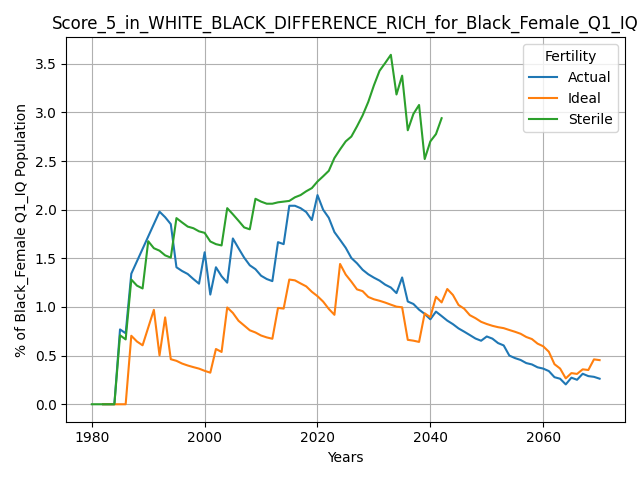 Score_5_in_WHITE_BLACK_DIFFERENCE_RICH_for_Black_Female_Q1_IQ
Fertility
Actual
Ideal
Sterile
% of Black_Female Q1_IQ Population
3.5
3.0
2.5
2.0
1.5
1.0
0.5
0.0
1980 2000 2020 2040 2060
Years